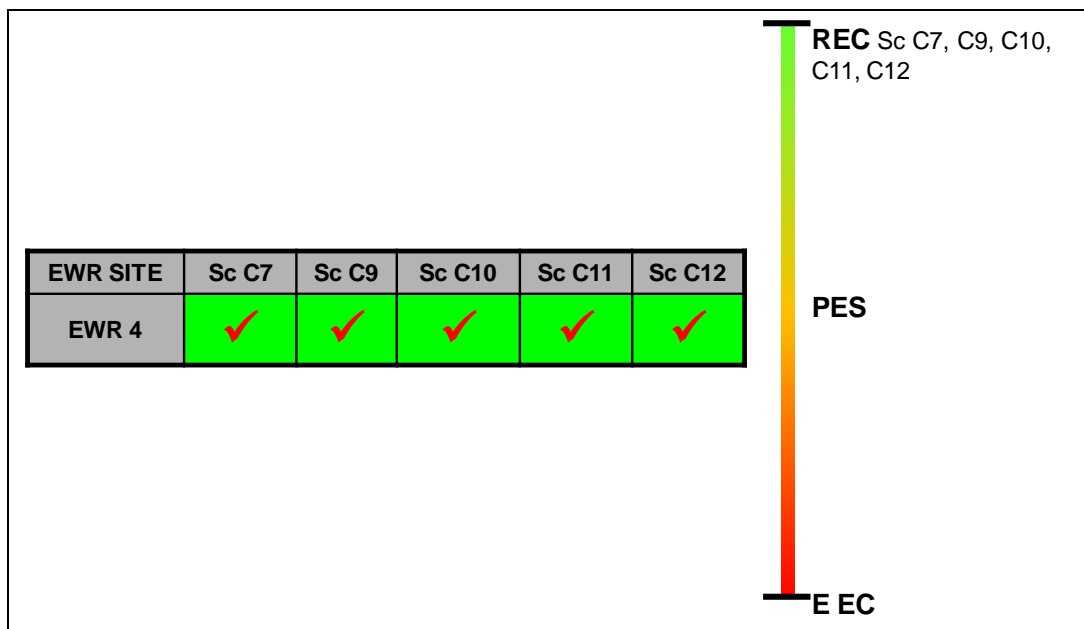 REC Sc C7, C9, C10,
C11, C12
EWR SITE Sc C7 Sc C9 Sc C10 Sc C11 Sc C12
EWR 4 ✓ ✓ ✓ ✓ ✓
PES
E EC